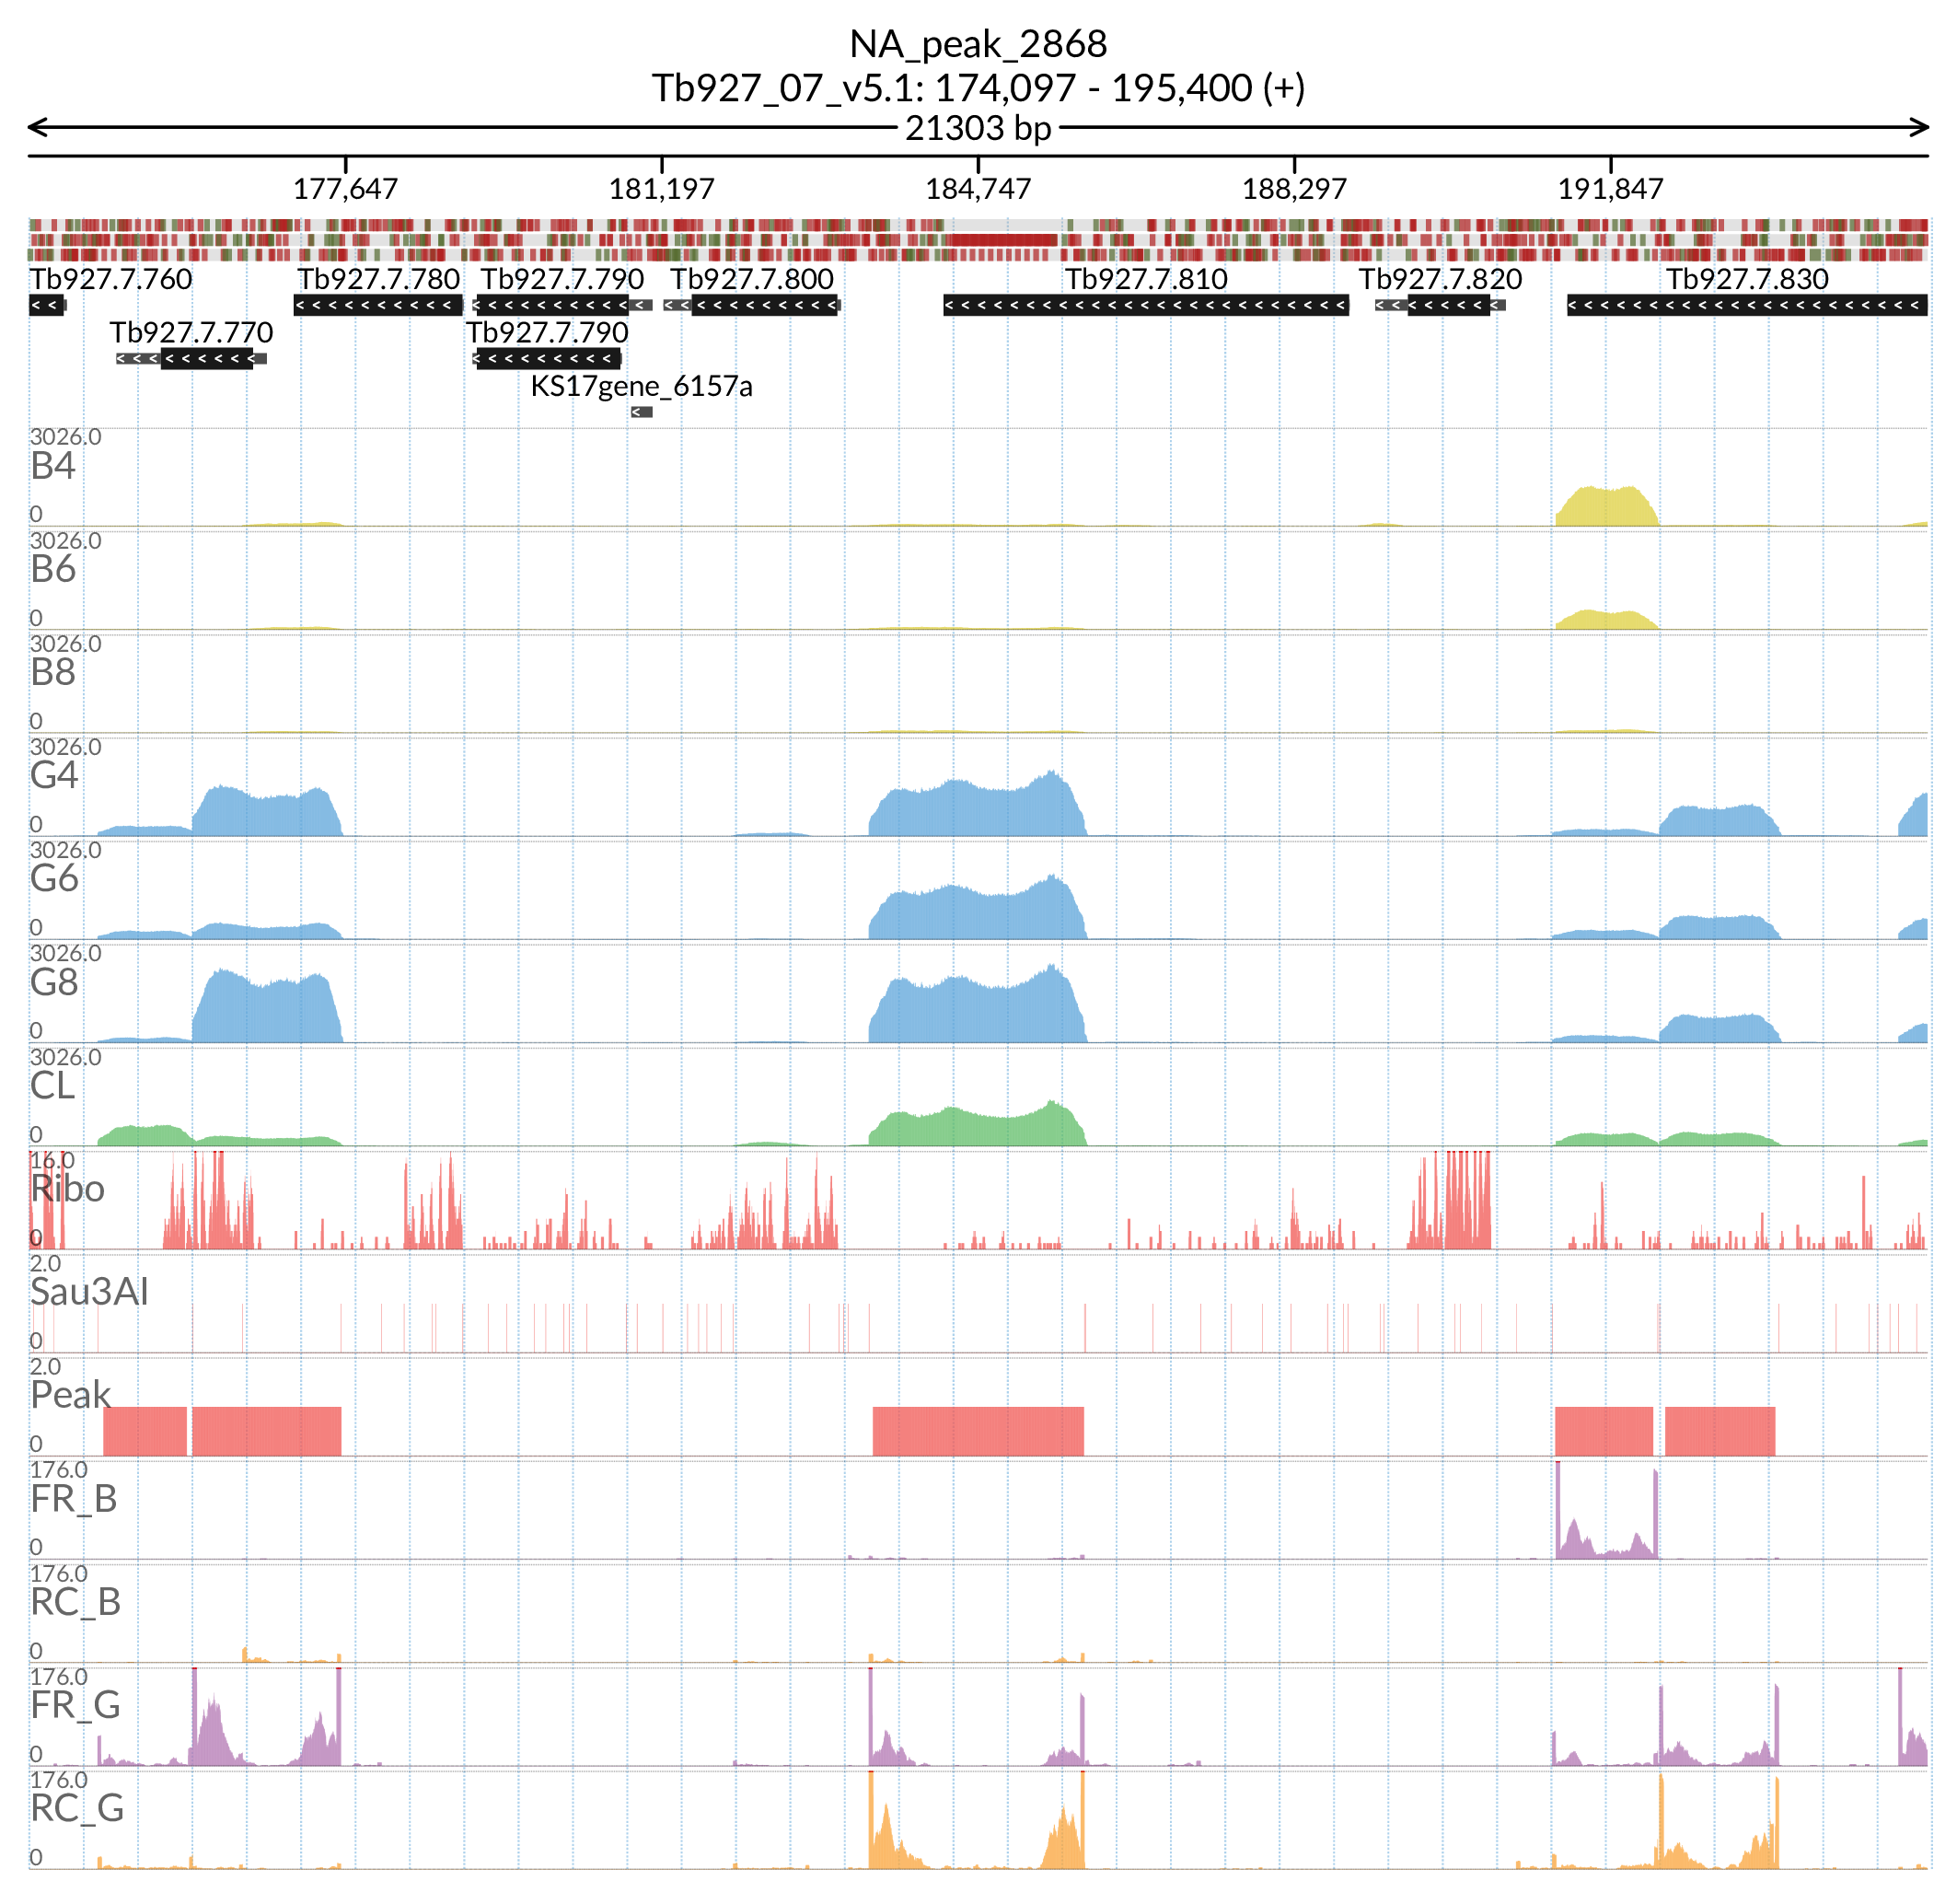 NA_peak_2868
Tb927_07_v5.1: 174,097 - 195,400 (+)
21303 bp
177,647 181,197 184,747 188,297 191,847
Tb927.7.760 Tb927.7.780 Tb927.7.790 Tb927.7.800 Tb927.7.810 Tb927.7.820 Tb927.7.830
Tb927.7.770 Tb927.7.790
KS17gene_6157a
3026.0
B4
0
3026.0
B6
0
3026.0
B8
0
3026.0
G4
0
3026.0
G6
0
3026.0
G8
0
3026.0
CL
0
16.0
Ribo
0
2.0
Sau3AI
0
2.0
Peak
0
176.0
FR_B
0
176.0
RC_B
0
176.0
FR_G
0
176.0
RC_G
0